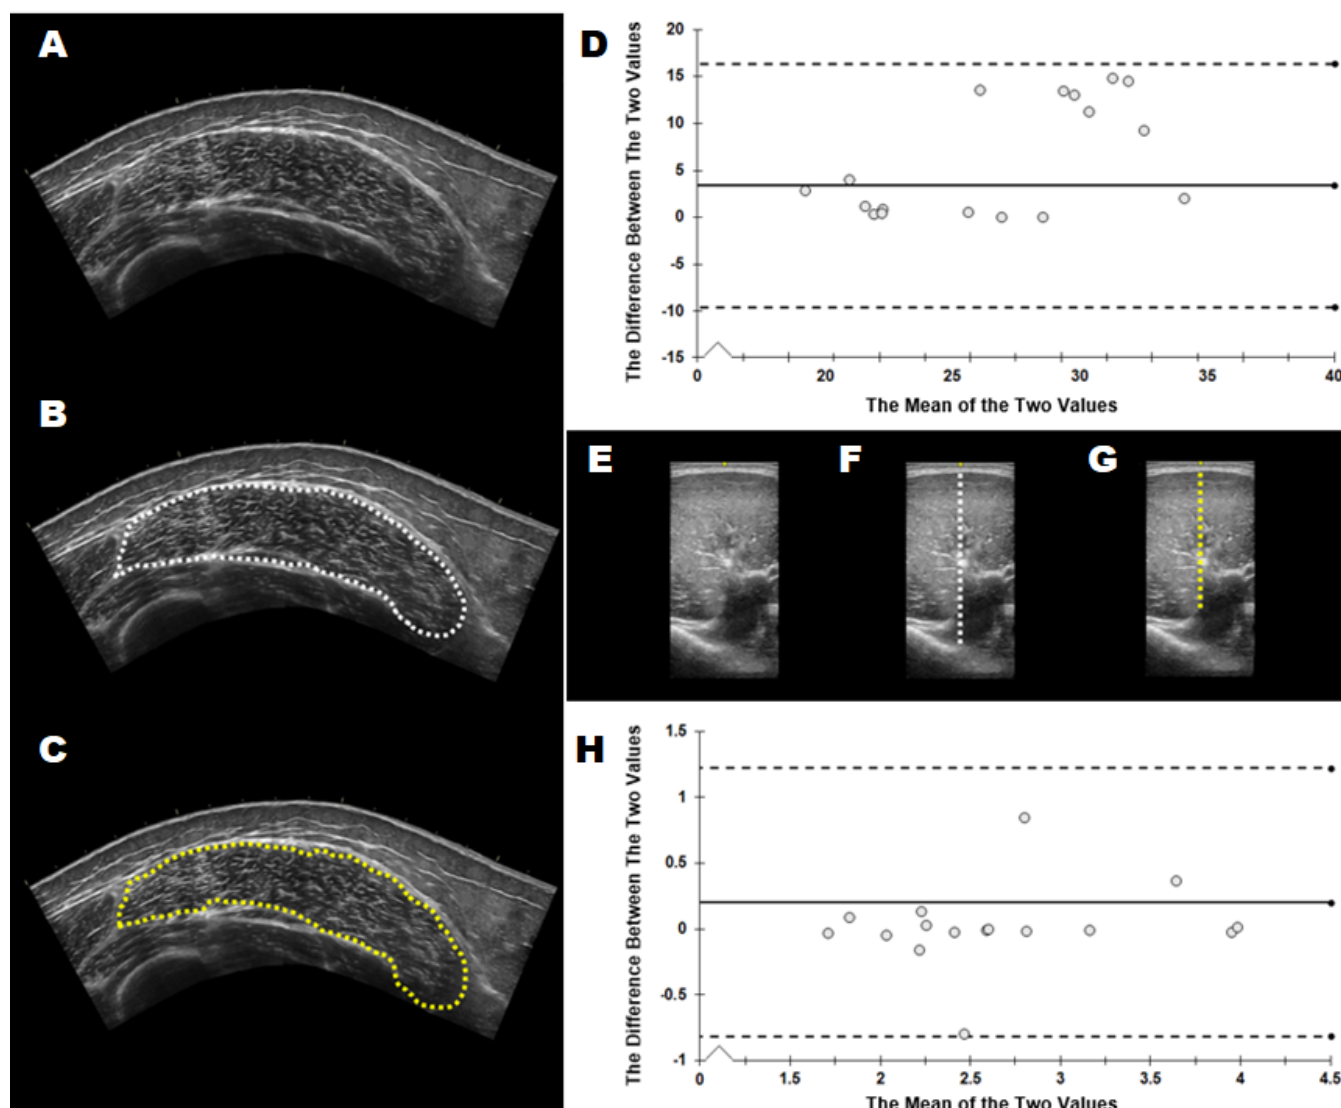 A
B
C
D
The Difference Between The Two Values
20
15
10
5
0
-5
-10
-15
0
20
25
30
35
40
The Mean of the Two Values
E
F
G
H
The Difference Between The Two Values
1.5
1
0.5
0
-0.5
-1
0
1.5
2
2.5
3
3.5
4
4.5
The Mean of the Two Values